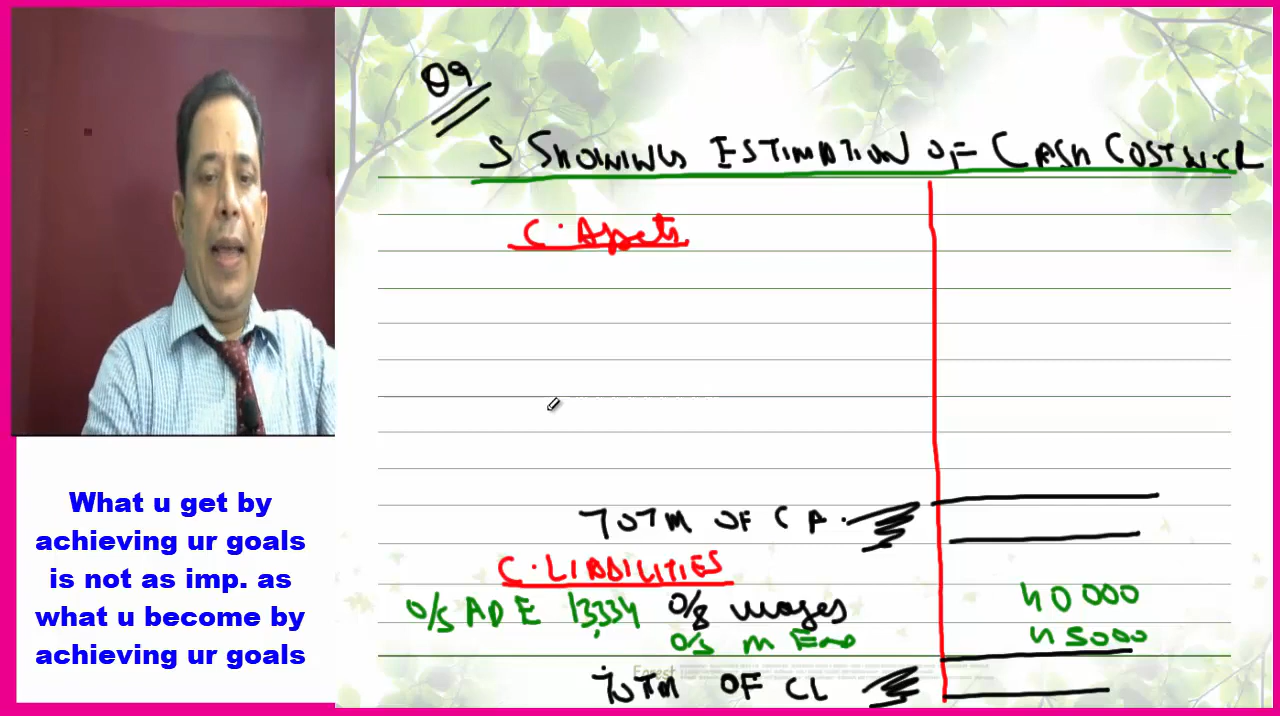 Q9
S SHOWING ESTIMATION OF CASH COST WCR
C. Assets
TOTAL OF C A.
C. LIABILITIES
O/S A D E 13,334 O/s wages 40000
O/s M Exp 45000
TOTAL OF CL
What u get by
achieving ur goals
is not as imp. as
what u become by
achieving ur goals